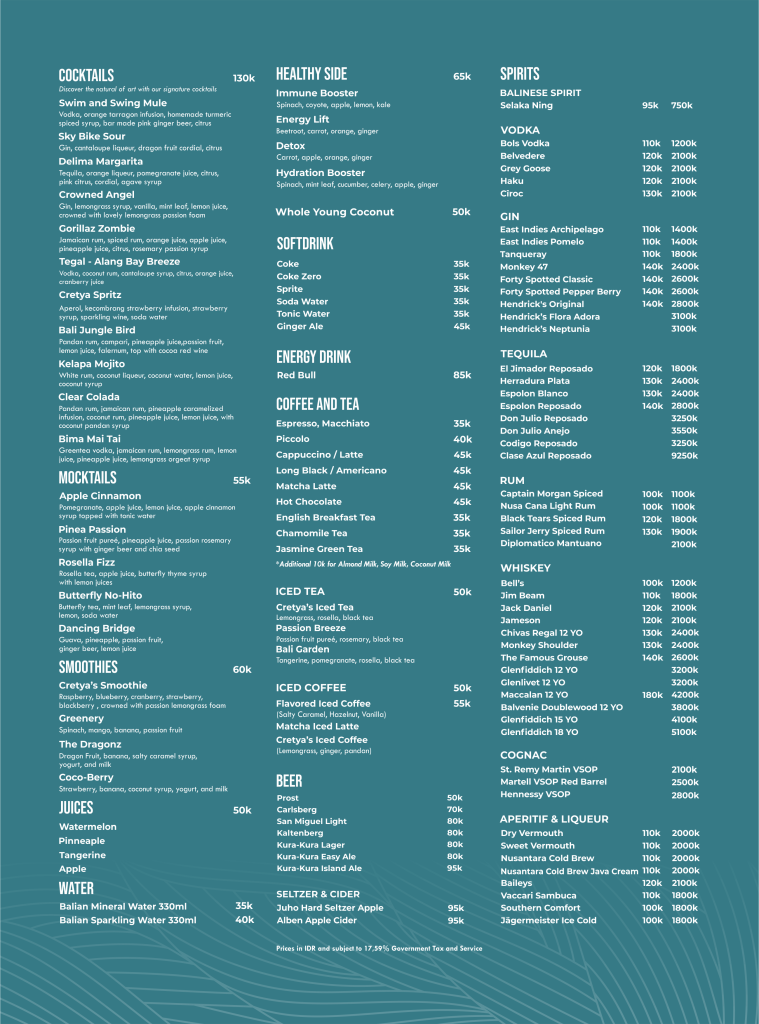 COCKTAILS 130k
Discover the natural of art with our signature cocktails
Swim and Swing Mule
Vodka, orange tarragon infusion, homemade turmeric
spiced syrup, bar made pink ginger beer, citrus
Sky Bike Sour
Gin, cantaloupe liqueur, dragon fruit cordial, citrus
Delima Margarita
Tequila, orange liqueur, pomegranate juice, citrus,
pink citrus, cordial, agave syrup
Crowned Angel
Gin, lemongrass syrup, vanilla, mint leaf, lemon juice,
crowned with lovely lemongrass passion foam
Gorillaz Zombie
Jamaican rum, spiced rum, orange juice, apple juice,
pineapple juice, citrus, rosemary passion syrup
Tegal - Alang Bay Breeze
Vodka, coconut rum, cantaloupe syrup, citrus, orange juice,
cranberry juice
Cretya Spritz
Aperol, kecombrang strawberry infusion, strawberry
syrup, sparkling wine, soda water
Bali Jungle Bird
Pandan rum, campari, pineapple juice,passion fruit,
lemon juice, falernum, top with cocoa red wine
Kelapa Mojito
White rum, coconut liqueur, coconut water, lemon juice,
coconut syrup
Clear Colada
Pandan rum, jamaican rum, pineapple caramelized
infusion, coconut rum, pineapple juice, lemon juice, with
coconut pandan syrup
Bima Mai Tai
Greentea vodka, jamaican rum, lemongrass rum, lemon
juice, pineapple juice, lemongrass orgeat syrup
MOCKTAILS 55k
Apple Cinnamon
Pomegranate, apple juice, lemon juice, apple cinnamon
syrup topped with tonic water
Pinea Passion
Passion fruit pureé, pineapple juice, passion rosemary
syrup with ginger beer and chia seed
Rosella Fizz
Rosella tea, apple juice, butterfly thyme syrup
with lemon juices
Butterfly No-Hito
Butterfly tea, mint leaf, lemongrass syrup,
lemon, soda water
Dancing Bridge
Guava, pineapple, passion fruit,
ginger beer, lemon juice
SMOOTHIES 60k
Cretya's Smoothie
Raspberry, blueberry, cranberry, strawberry,
blackberry , crowned with passion lemongrass foam
Greenery
Spinach, mango, banana, passion fruit
The Dragonz
Dragon Fruit, banana, salty caramel syrup,
yogurt, and milk
Coco-Berry
Strawberry, banana, coconut syrup, yogurt, and milk
JUICES 50k
Watermelon
Pinneaple
Tangerine
Apple
WATER
Balian Mineral Water 330ml 35k
Balian Sparkling Water 330ml 40k
HEALTHY SIDE 65k
Immune Booster
Spinach, coyote, apple, lemon, kale
Energy Lift
Beetroot, carrot, orange, ginger
Detox
Carrot, apple, orange, ginger
Hydration Booster
Spinach, mint leaf, cucumber, celery, apple, ginger
Whole Young Coconut 50k
SOFTDRINK
Coke 35k
Coke Zero 35k
Sprite 35k
Soda Water 35k
Tonic Water 35k
Ginger Ale 45k
ENERGY DRINK
Red Bull 85k
COFFEE AND TEA
Espresso, Macchiato 35k
Piccolo 40k
Cappuccino / Latte 45k
Long Black / Americano 45k
Matcha Latte 45k
Hot Chocolate 45k
English Breakfast Tea 35k
Chamomile Tea 35k
Jasmine Green Tea 35k
*Additional 10k for Almond Milk, Soy Milk, Coconut Milk
ICED TEA 50k
Cretya's Iced Tea
Lemongrass, rosella, black tea
Passion Breeze
Passion fruit pureé, rosemary, black tea
Bali Garden
Tangerine, pomegranate, rosella, black tea
ICED COFFEE 50k
Flavored Iced Coffee 55k
(Salty Caramel, Hazelnut, Vanilla)
Matcha Iced Latte
Cretya's Iced Coffee
(Lemongrass, ginger, pandan)
BEER
Prost 50k
Carlsberg 70k
San Miguel Light 80k
Kaltenberg 80k
Kura-Kura Lager 80k
Kura-Kura Easy Ale 80k
Kura-Kura Island Ale 95k
SELTZER & CIDER
Juho Hard Seltzer Apple 95k
Alben Apple Cider 95k
Prices in IDR and subject to 17,59% Government Tax and Service
SPIRITS
BALINESE SPIRIT
Selaka Ning 95k 750k
VODKA
Bols Vodka 110k 1200k
Belvedere 120k 2100k
Grey Goose 120k 2100k
Haku 120k 2100k
Ciroc 130k 2100k
GIN
East Indies Archipelago 110k 1400k
East Indies Pomelo 110k 1400k
Tanqueray 110k 1800k
Monkey 47 140k 2400k
Forty Spotted Classic 140k 2600k
Forty Spotted Pepper Berry 140k 2600k
Hendrick's Original 140k 2800k
Hendrick's Flora Adora 3100k
Hendrick's Neptunia 3100k
TEQUILA
El Jimador Reposado 120k 1800k
Herradura Plata 130k 2400k
Espolon Blanco 130k 2400k
Espolon Reposado 140k 2800k
Don Julio Reposado 3250k
Don Julio Anejo 3550k
Codigo Reposado 3250k
Clase Azul Reposado 9250k
RUM
Captain Morgan Spiced 100k 1100k
Nusa Cana Light Rum 100k 1100k
Black Tears Spiced Rum 120k 1800k
Sailor Jerry Spiced Rum 130k 1900k
Diplomatico Mantuano 2100k
WHISKEY
Bell's 100k 1200k
Jim Beam 110k 1800k
Jack Daniel 120k 2100k
Jameson 120k 2100k
Chivas Regal 12 YO 130k 2400k
Monkey Shoulder 130k 2400k
The Famous Grouse 140k 2600k
Glenfiddich 12 YO 3200k
Glenlivet 12 YO 3200k
Maccalan 12 YO 180k 4200k
Balvenie Doublewood 12 YO 3800k
Glenfiddich 15 YO 4100k
Glenfiddich 18 YO 5100k
COGNAC
St. Remy Martin VSOP 2100k
Martell VSOP Red Barrel 2500k
Hennessy VSOP 2800k
APERITIF & LIQUEUR
Dry Vermouth 110k 2000k
Sweet Vermouth 110k 2000k
Nusantara Cold Brew 110k 2000k
Nusantara Cold Brew Java Cream 110k 2000k
Baileys 120k 2100k
Vaccari Sambuca 110k 1800k
Southern Comfort 100k 1800k
Jägermeister Ice Cold 100k 1800k